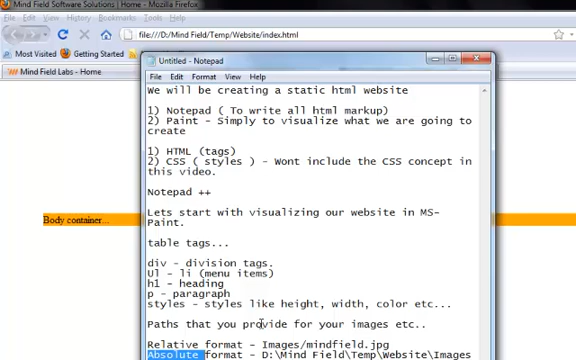 Mind Field Software Solutions | Home - Mozilla Firefox
File Edit View History Bookmarks Tools Help
file:///D:/Mind Field/Temp/Website/index.html
Most Visited Getting Started
Mind Field Labs - Home
Body container...
Untitled - Notepad
File Edit Format View Help
We will be creating a static html website
1) Notepad ( To write all html markup)
2) Paint - Simply to visualize what we are going to
create
1) HTML (tags)
2) CSS ( styles ) - Wont include the CSS concept in
this video.
Notepad ++
Lets start with visualizing our website in MS-
Paint.
table tags...
div - division tags.
Ul - li (menu items)
h1 - heading
p - paragraph
styles - styles like height, width, color etc...
Paths that you provide for your images etc..
Relative format - Images/mindfield.jpg
Absolute format - D:\Mind Field\Temp\Website\Images